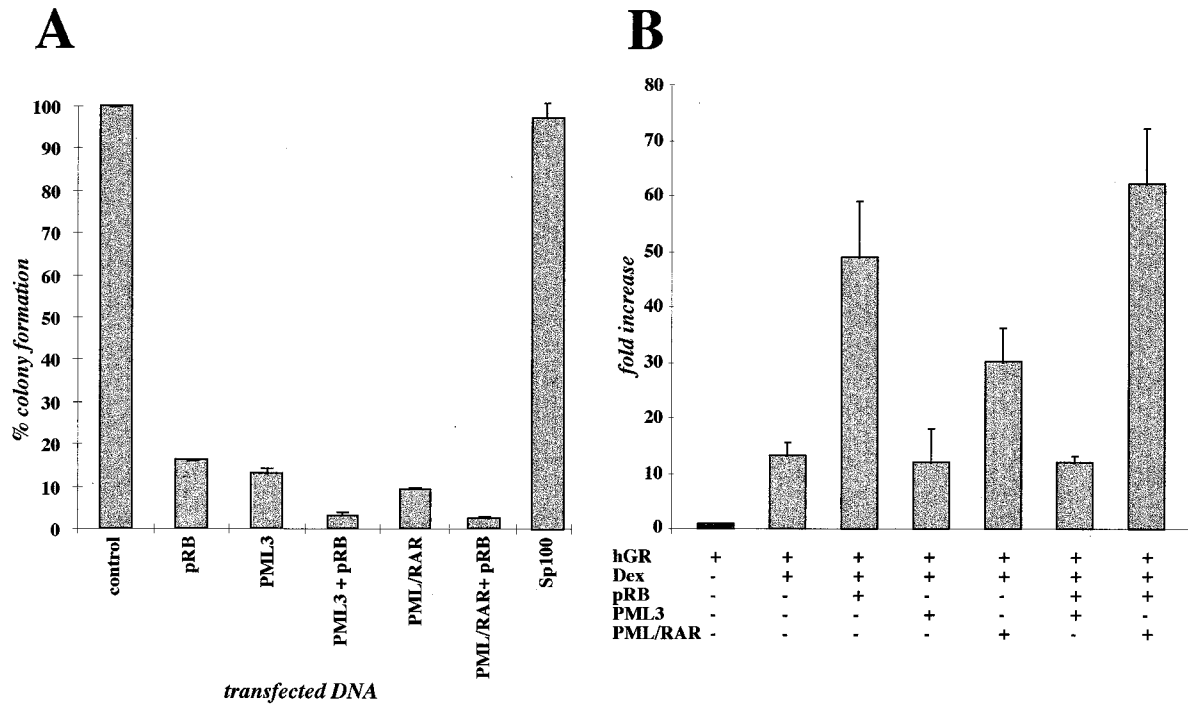 A
% colony formation
100
90
80
70
60
50
40
30
20
10
0
control
pRB
PML3
PML3 + pRB
PML/RAR
PML/RAR+ pRB
Sp100
transfected DNA
B
fold increase
80
70
60
50
40
30
20
10
0
hGR + + + + + + +
Dex - + + + + + +
pRB - - + - - + +
PML3 - - - + - + -
PML/RAR - - - - + - +